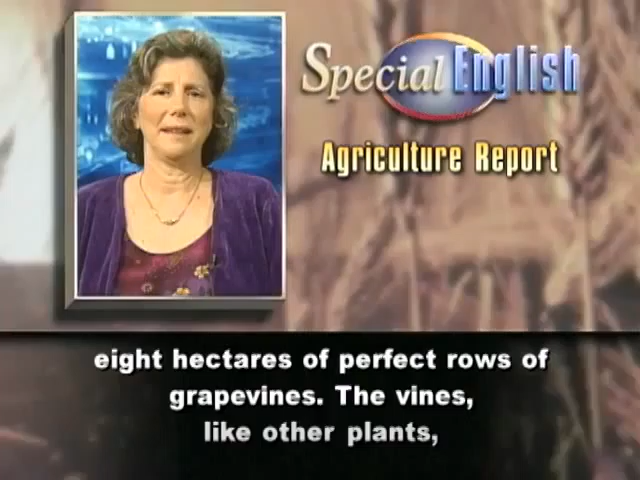 Special English
Agriculture Report
eight hectares of perfect rows of
grapevines. The vines,
like other plants,